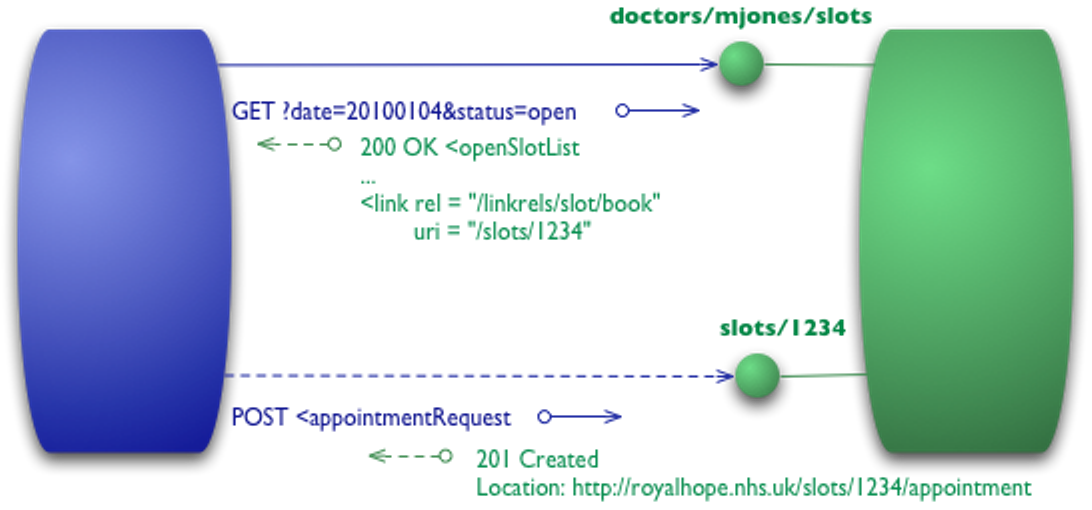 doctors/mjones/slots
GET ?date=20100104&status=open
200 OK <openSlotList
...
<link rel = "/linkrels/slot/book"
uri = "/slots/1234"
slots/1234
POST <appointmentRequest
201 Created
Location: http://royalhope.nhs.uk/slots/1234/appointment